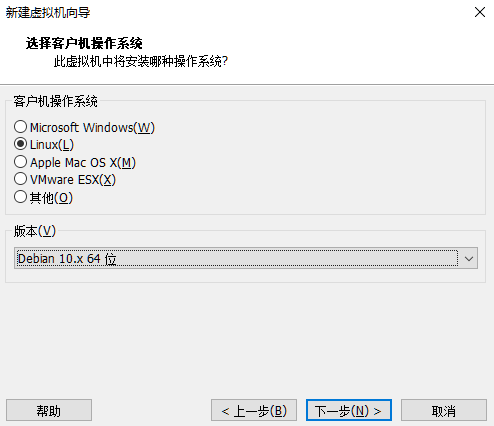 新建虚拟机向导
选择客户机操作系统
此虚拟机中将安装哪种操作系统?
客户机操作系统
Microsoft Windows(W)
Linux(L)
Apple Mac OS X(M)
VMware ESX(X)
其他(O)
版本(V)
Debian 10.x 64 位
帮助
< 上一步(B)
下一步(N) >
取消